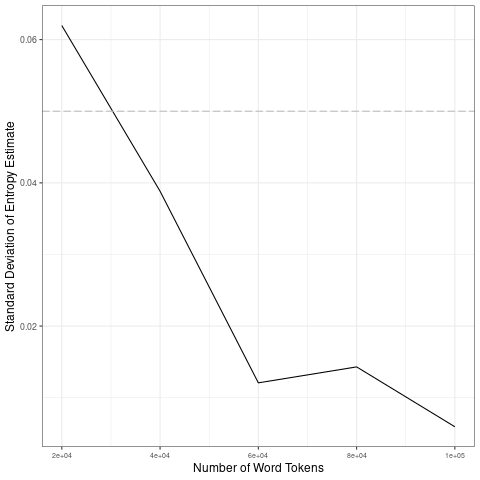 0.06
0.04
0.02
Standard Deviation of Entropy Estimate
2e+04 4e+04 6e+04 8e+04 1e+05
Number of Word Tokens